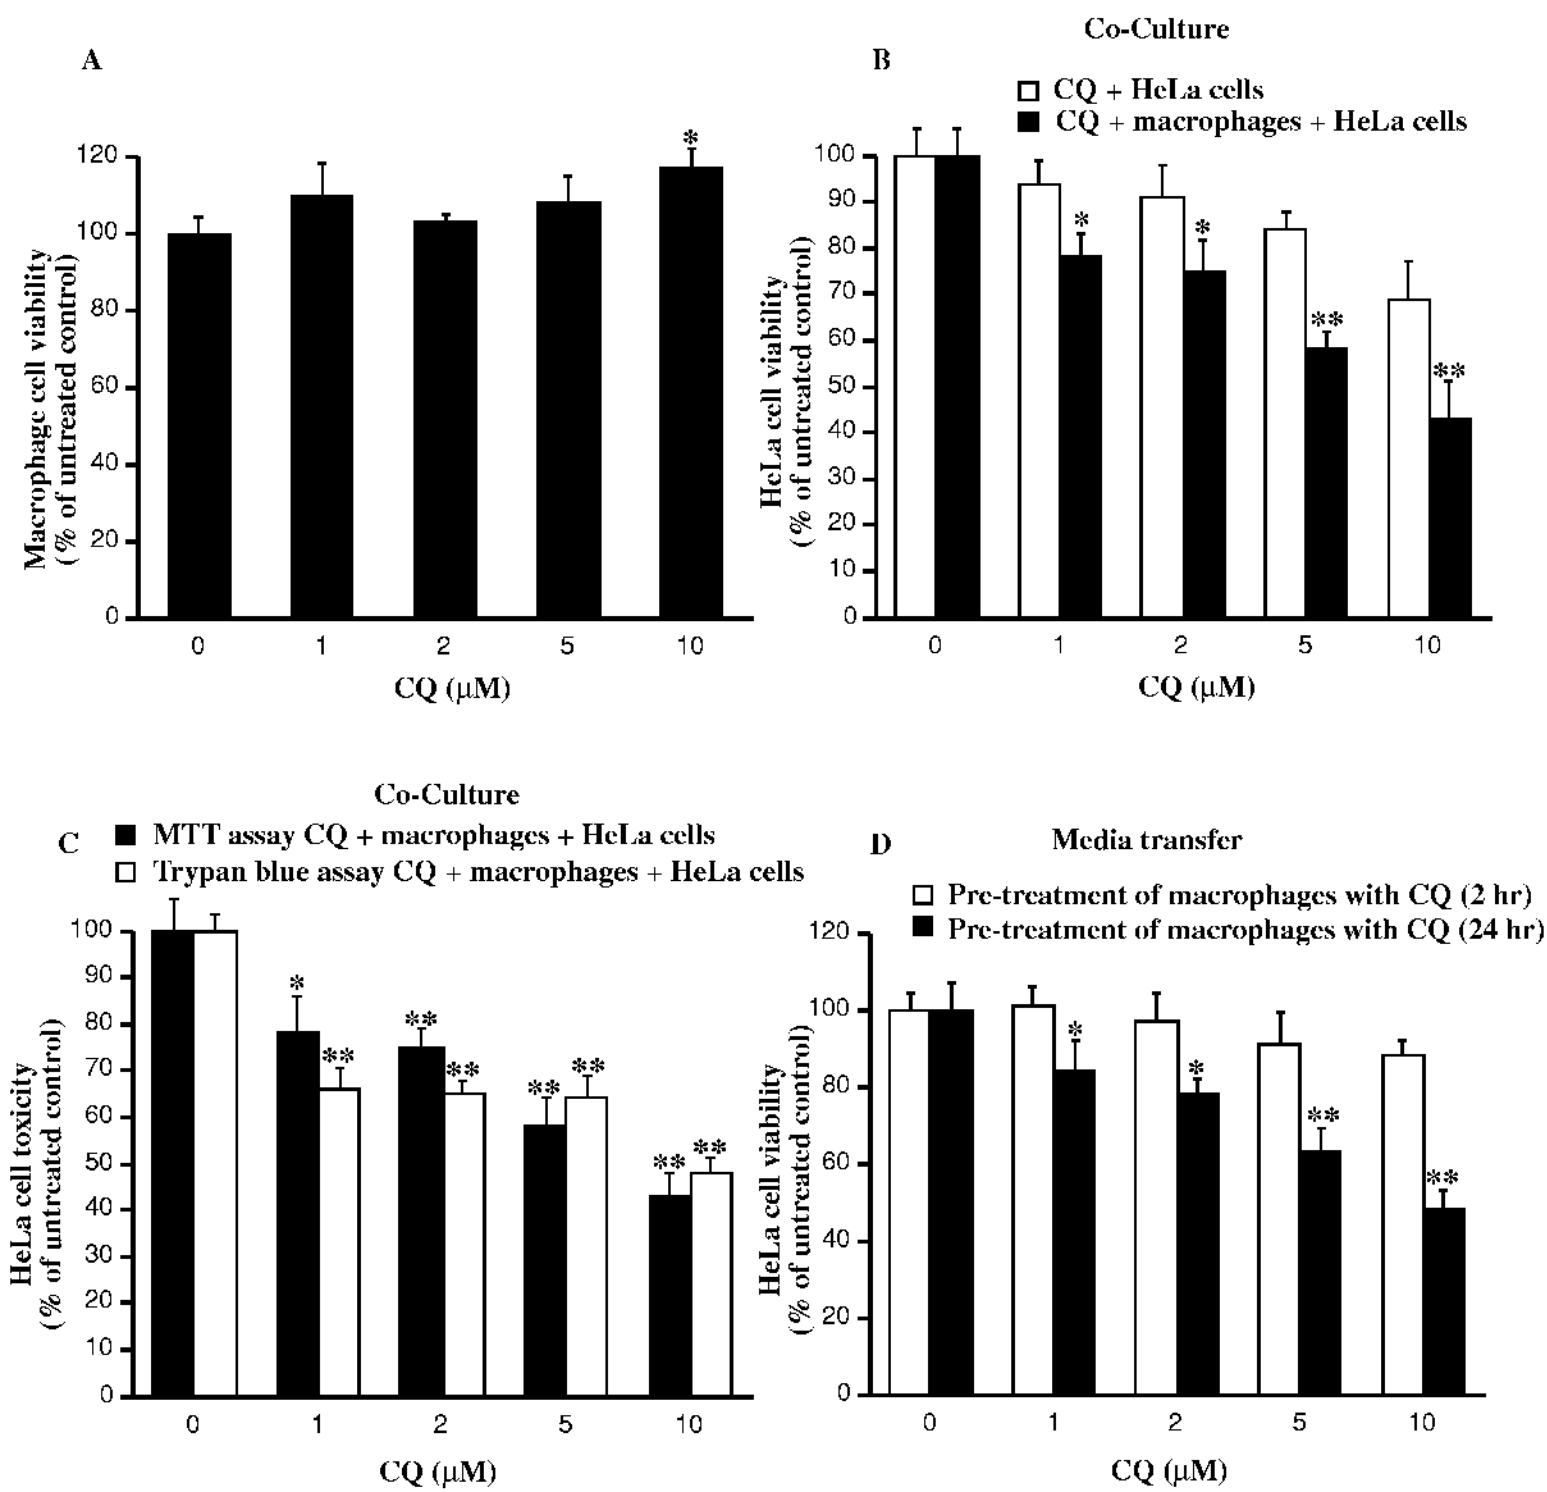 A
120
100
80
60
40
20
0
Macrophage cell viability
(% of untreated control)
*
0 1 2 5 10
CQ (µM)
Co-Culture
B
CQ + HeLa cells
CQ + macrophages + HeLa cells
100
90
80
70
60
50
40
30
20
10
0
HeLa cell viability
(% of untreated control)
* * ** **
0 1 2 5 10
CQ (µM)
Co-Culture
C
MTT assay CQ + macrophages + HeLa cells
Trypan blue assay CQ + macrophages + HeLa cells
100
90
80
70
60
50
40
30
20
10
0
HeLa cell toxicity
(% of untreated control)
* ** ** ** ** ** ** **
0 1 2 5 10
CQ (µM)
D
Media transfer
Pre-treatment of macrophages with CQ (2 hr)
Pre-treatment of macrophages with CQ (24 hr)
120
100
80
60
40
20
0
HeLa cell viability
(% of untreated control)
* * ** **
0 1 2 5 10
CQ (µM)